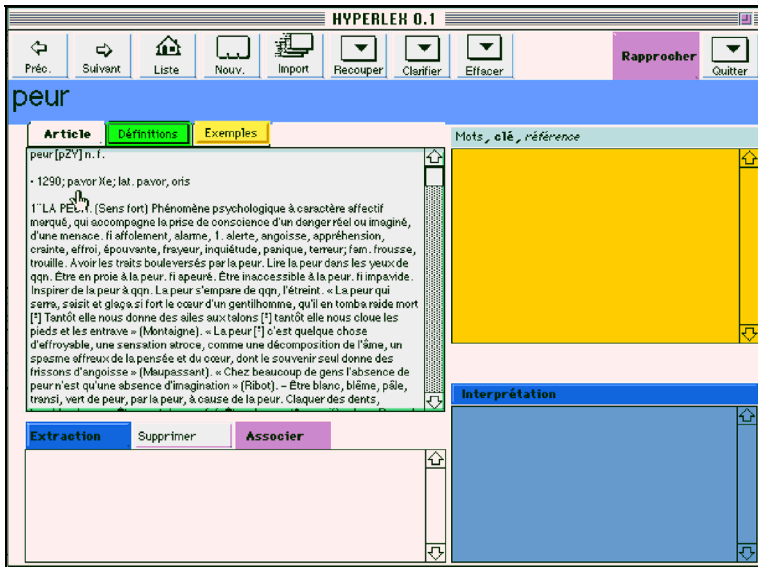 HYPERLEX 0.1
Préc.
Suivant
Liste
Nouv.
Import
Recouper
Clarifier
Effacer
Rapprocher
Quitter
peur
Article
Définitions
Exemples
Mots, clé, référence
peur [pZY] n. f.
• 1290; pavor Xe; lat. pavor, oris
1¨LA (Sens fort) Phénomène psychologique à caractère affectif
marqué, qui accompagne la prise de conscience d'un danger réel ou imaginé,
d'une menace. fi affolement, alarme, 1. alerte, angoisse, appréhension,
crainte, effroi, épouvante, frayeur, inquiétude, panique, terreur; fam. frousse,
trouille. Avoir les traits bouleversés par la peur. Lire la peur dans les yeux de
qqn. Être en proie à la peur. fi apeuré. Être inaccessible à la peur. fi impavide.
Inspirer de la peur à qqn. La peur s'empare de qqn, l'étreint. « La peur qui
serra, saisit et glaça si fort le cœur d'un gentilhomme, qu'il en tomba raide mort
Tantôt elle nous donne des ailes aux talons tantôt elle nous cloue les
pieds et les entrave » (Montaigne). « La peur c'est quelque chose
d'effroyable, une sensation atroce, comme une décomposition de l'âme, un
spasme affreux de la pensée et du cœur, dont le souvenir seul donne des
frissons d'angoisse » (Maupassant). « Chez beaucoup de gens l'absence de
peur n'est qu'une absence d'imagination » (Ribot). – Être blanc, blême, pâle,
transi, vert de peur, par la peur, à cause de la peur. Claquer des dents,
Interprétation
Extraction
Supprimer
Associer